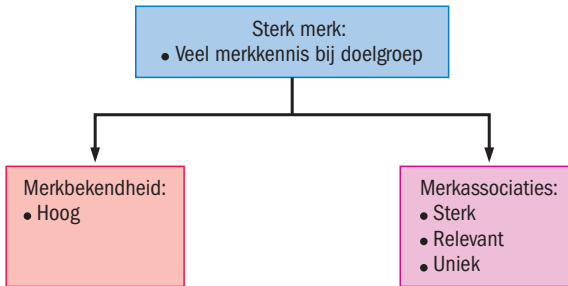 Sterk merk:
• Veel merkkennis bij doelgroep
Merkbekendheid:
• Hoog
Merkassociaties:
• Sterk
• Relevant
• Uniek